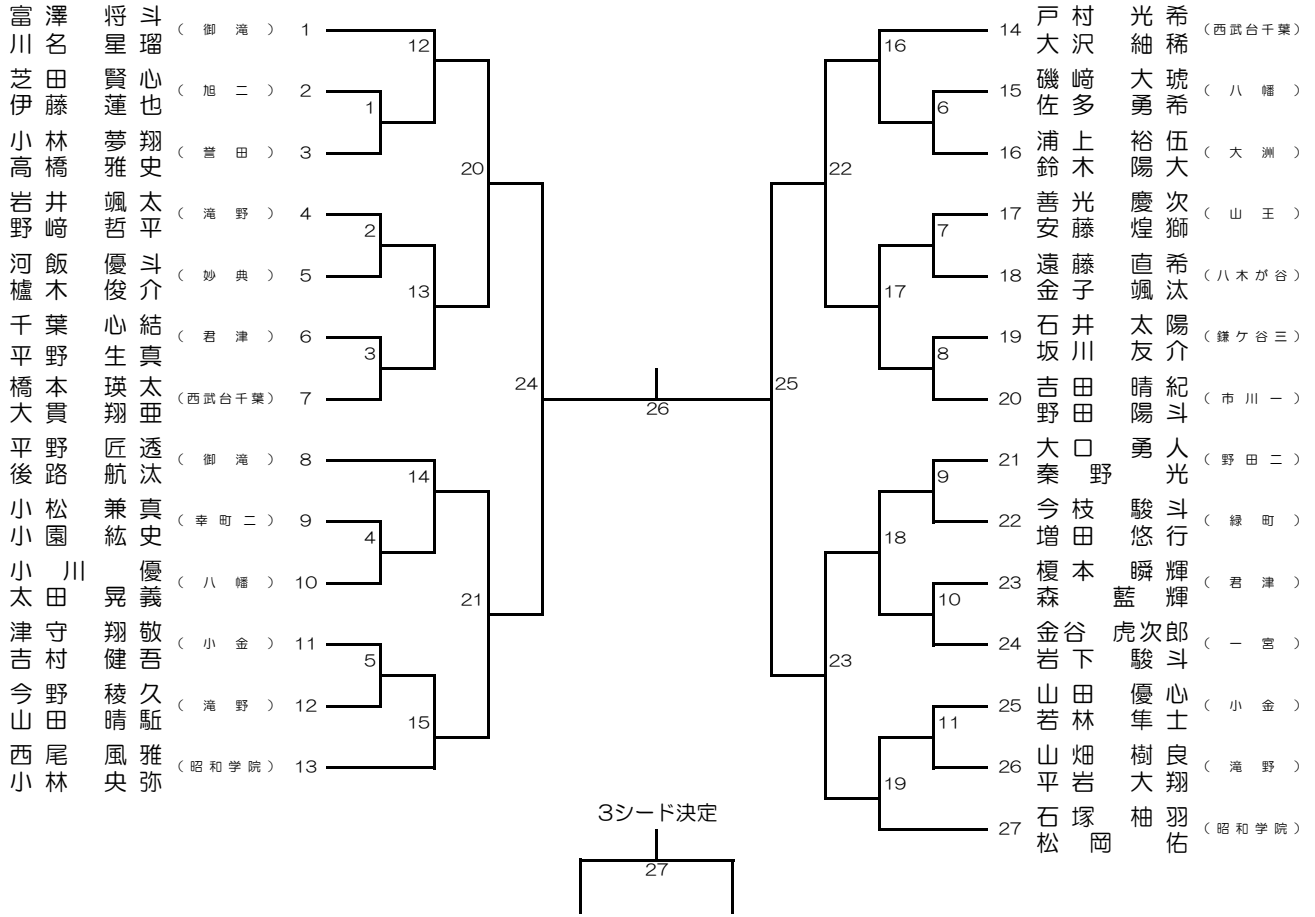 富澤 将斗
川名 星瑠 (御滝) 1
芝田 賢心
伊藤 蓮也 (旭二) 2
小林 夢翔
高橋 雅史 (誉田) 3
岩井 颯太
野﨑 哲平 (滝野) 4
河飯 優斗
櫨木 俊介 (妙典) 5
千葉 心結
平野 生真 (君津) 6
橋本 瑛太
大貫 翔亜 (西武台千葉) 7
平野 匠透
後路 航汰 (御滝) 8
小松 兼真
小園 紘史 (幸町二) 9
小川 優
太田 晃義 (八幡) 10
津守 翔敬
吉村 健吾 (小金) 11
今野 稜久
山田 晴駈 (滝野) 12
西尾 風雅
小林 央弥 (昭和学院) 13
12
1
20
2
13
3
24
14
4
21
5
15
26
25
16
6
22
7
17
8
9
18
10
23
11
19
14 戸村 光希
大沢 紬稀 (西武台千葉)
15 磯﨑 大琥
佐多 勇希 (八幡)
16 浦上 裕伍
鈴木 陽大 (大洲)
17 善光 慶次
安藤 煌獅 (山王)
18 遠藤 直希
金子 颯汰 (八木が谷)
19 石井 太陽
坂川 友介 (鎌ケ谷三)
20 吉田 晴紀
野田 陽斗 (市川一)
21 大口 勇人
秦野 光 (野田二)
22 今枝 駿斗
増田 悠行 (緑町)
23 榎本 瞬輝
森 藍輝 (君津)
24 金谷 虎次郎
岩下 駿斗 (一宮)
25 山田 優心
若林 隼士 (小金)
26 山畑 樹良
平岩 大翔 (滝野)
27 石塚 柚羽
松岡 佑 (昭和学院)
3シード決定
27